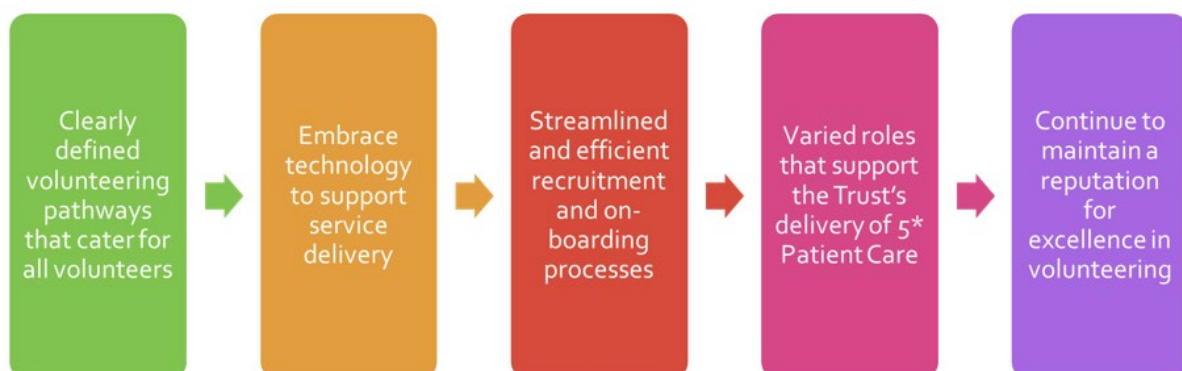 Clearly
defined
volunteering
pathways
that cater for
all volunteers
Embrace
technology
to support
service
delivery
Streamlined
and efficient
recruitment
and on-
boarding
processes
Varied roles
that support
the Trust's
delivery of 5*
Patient Care
Continue to
maintain a
reputation
for
excellence in
volunteering